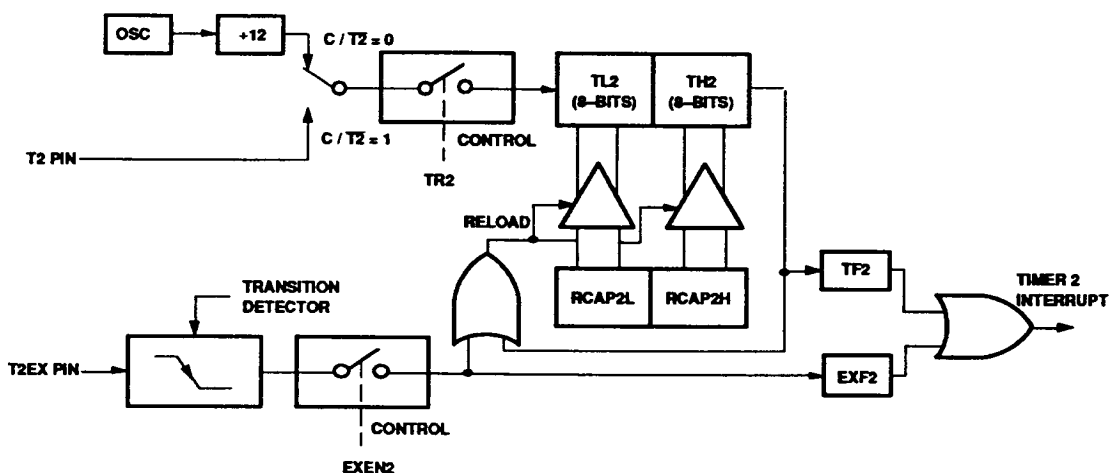 OSC
+12
C / T2 = 0
TL2
(8–BITS)
TH2
(8–BITS)
C / T2 = 1
CONTROL
T2 PIN
TR2
RELOAD
TRANSITION
DETECTOR
RCAP2L
RCAP2H
TF2
TIMER 2
INTERRUPT
T2EX PIN
EXF2
CONTROL
EXEN2